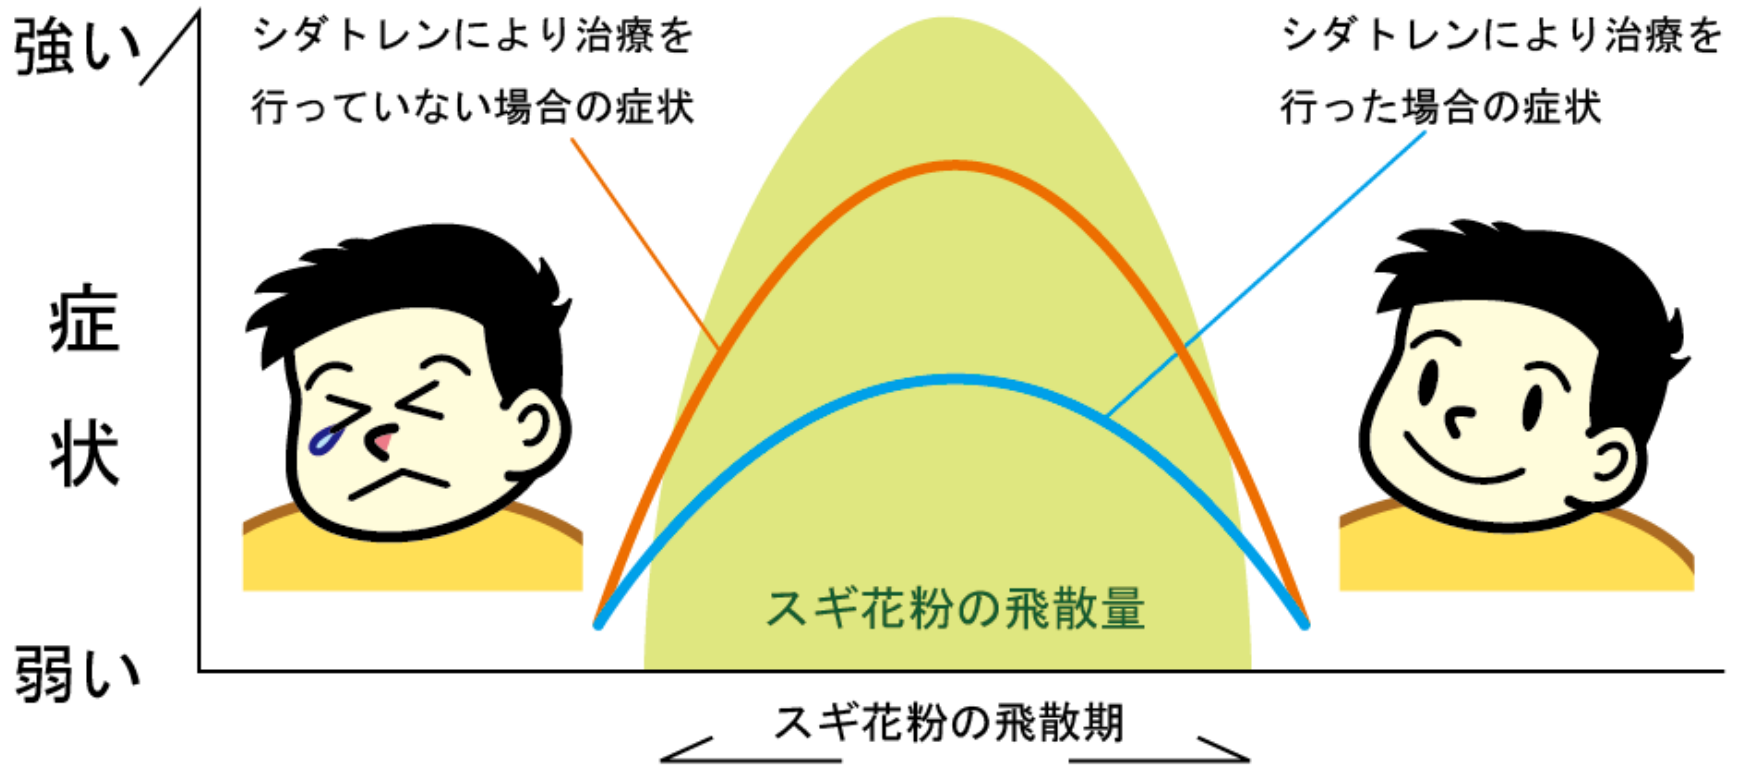 強い
シダトレンにより治療を
行っていない場合の症状
シダトレンにより治療を
行った場合の症状
症
状
スギ花粉の飛散量
弱い
スギ花粉の飛散期